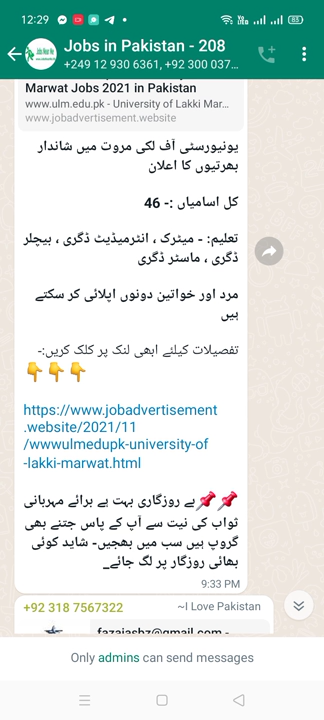 12:29
63
Jobs in Pakistan - 208
+249 12 930 6361, +92 300 037...
Marwat Jobs 2021 in Pakistan
www.ulm.edu.pk - University of Lakki Mar...
www.jobadvertisement.website
یونیورسٹی آف لکی مروت میں شاندار
بھرتیوں کا اعلان
کل اسامیاں :- 46
تعلیم: - میٹرک ، انٹرمیڈیٹ ڈگری ، بیچلر
ڈگری ، ماسٹر ڈگری
مرد اور خواتین دونوں اپلائی کر سکتے
ہیں
تفصیلات کیلئے ابھی لنک پر کلک کریں:-
👇👇👇
https://www.jobadvertisement
.website/2021/11
/wwwulmedupk-university-of
-lakki-marwat.html
📌📌بے روزگاری بہت ہے برائے مہربانی
ثواب کی نیت سے آپ کے پاس جتنے بھی
گروپ ہیں سب میں بھجیں- شاید کوئی
بھائی روزگار پر لگ جائے_
9:33 PM
+92 318 7567322 ~I Love Pakistan
Only admins can send messages